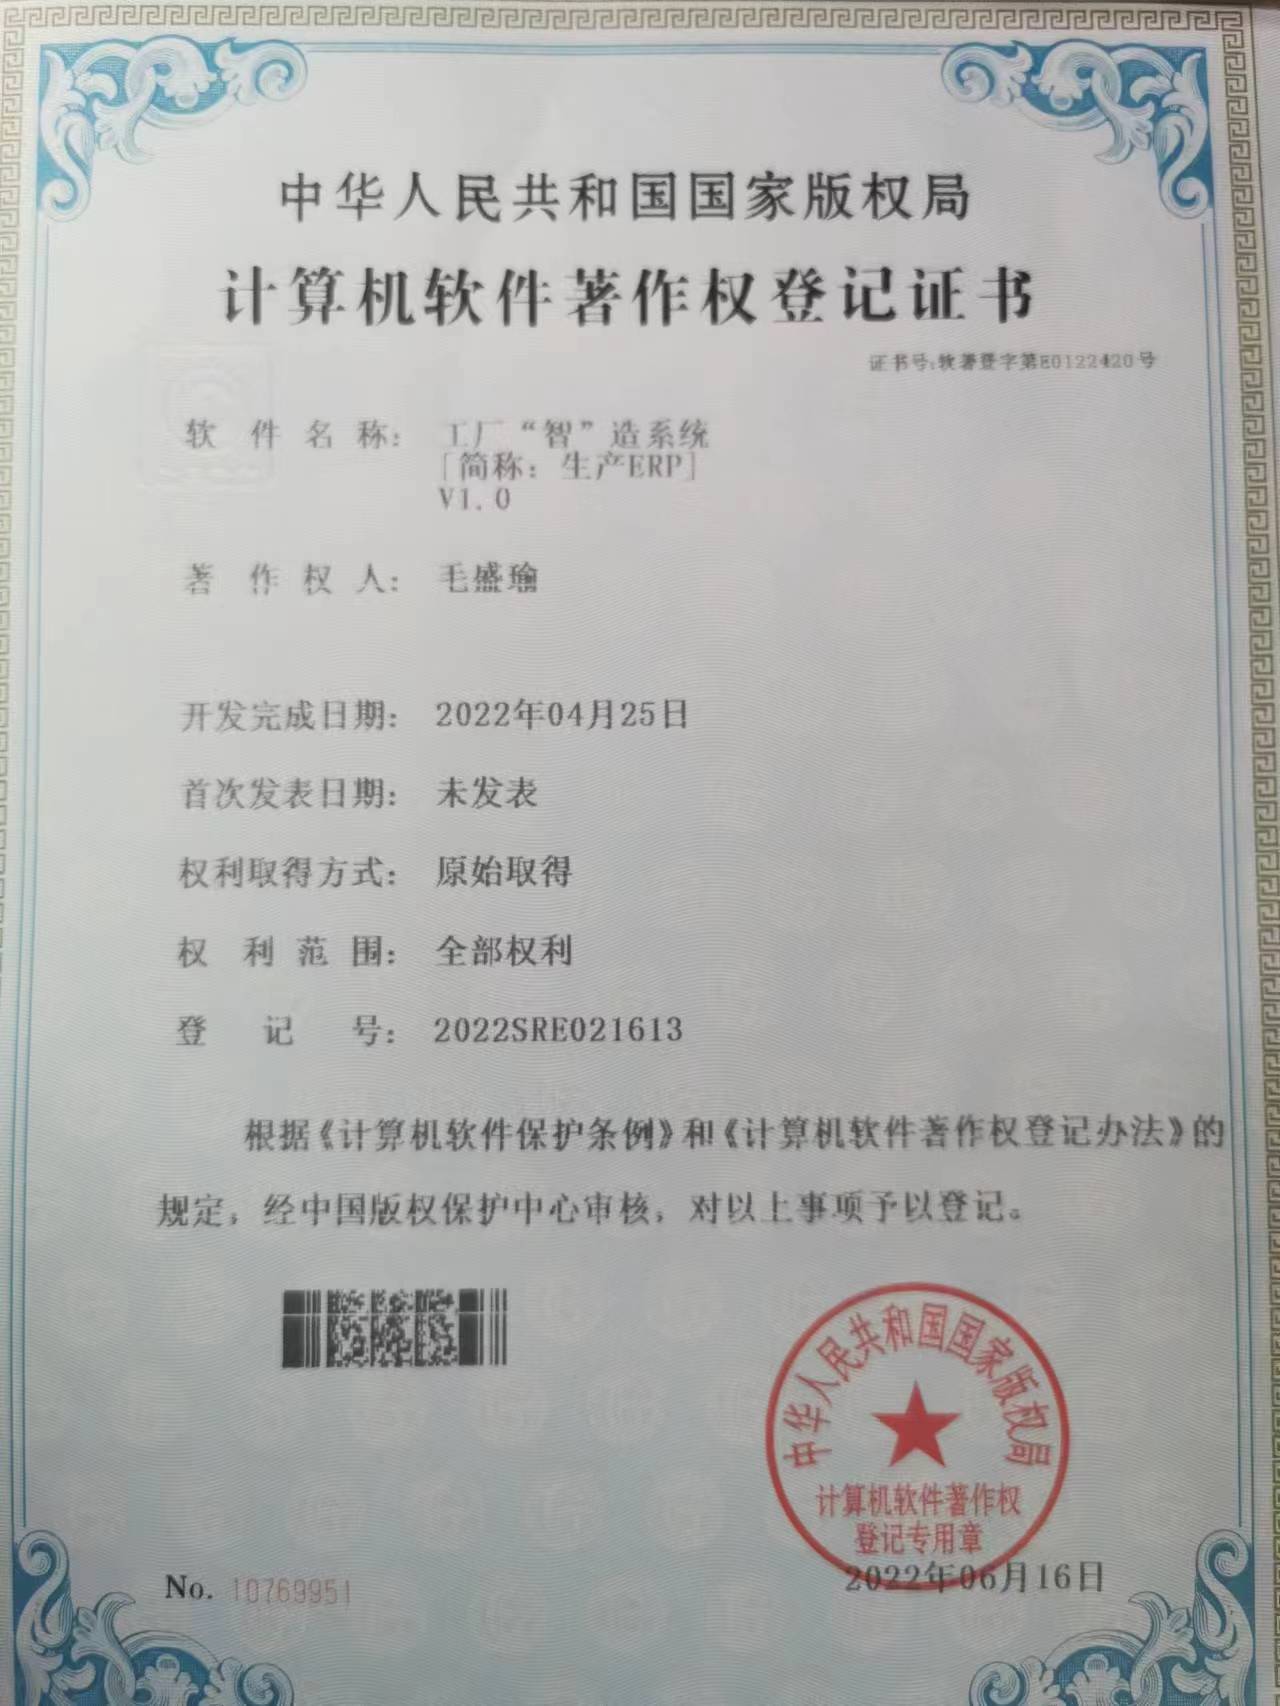 中华人民共和国国家版权局
计算机软件著作权登记证书
证书号:软著登字第E0122420号
软件名称: 工厂“智”造系统
[简称: 生产ERP]
V1.0
著作权人: 毛盛瑜
开发完成日期: 2022年04月25日
首次发表日期: 未发表
权利取得方式: 原始取得
权利范围: 全部权利
登记号: 2022SRE021613
根据《计算机软件保护条例》和《计算机软件著作权登记办法》的
规定,经中国版权保护中心审核,对以上事项予以登记。
中华人民共和国国家版权局
计算机软件著作权
登记专用章
2022年06月16日
No. 10769951